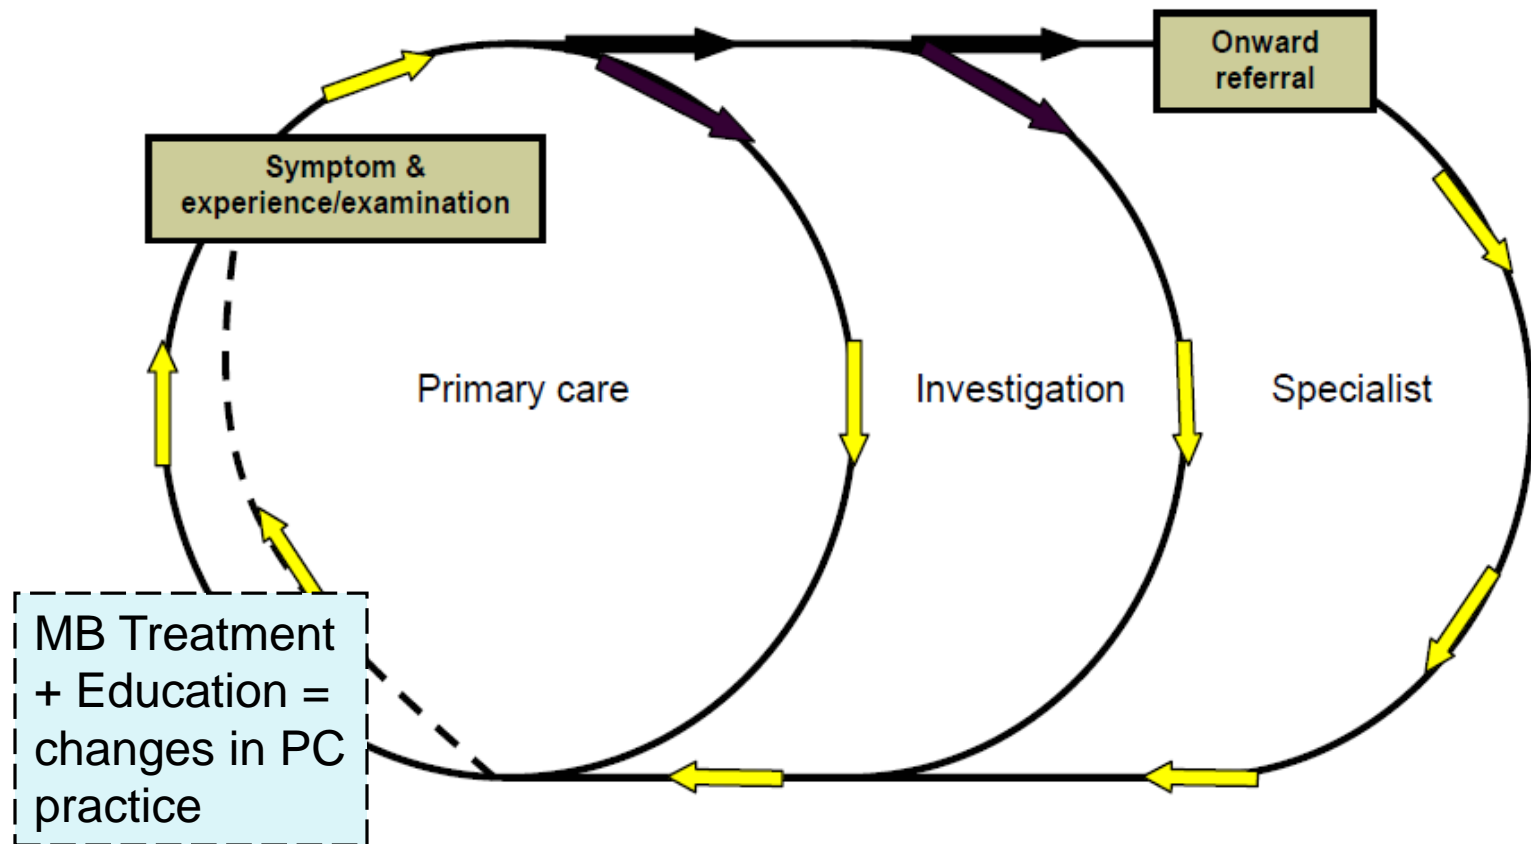 Onward
referral
Symptom &
experience/examination
Primary care
Investigation
Specialist
MB Treatment
+ Education =
changes in PC
practice